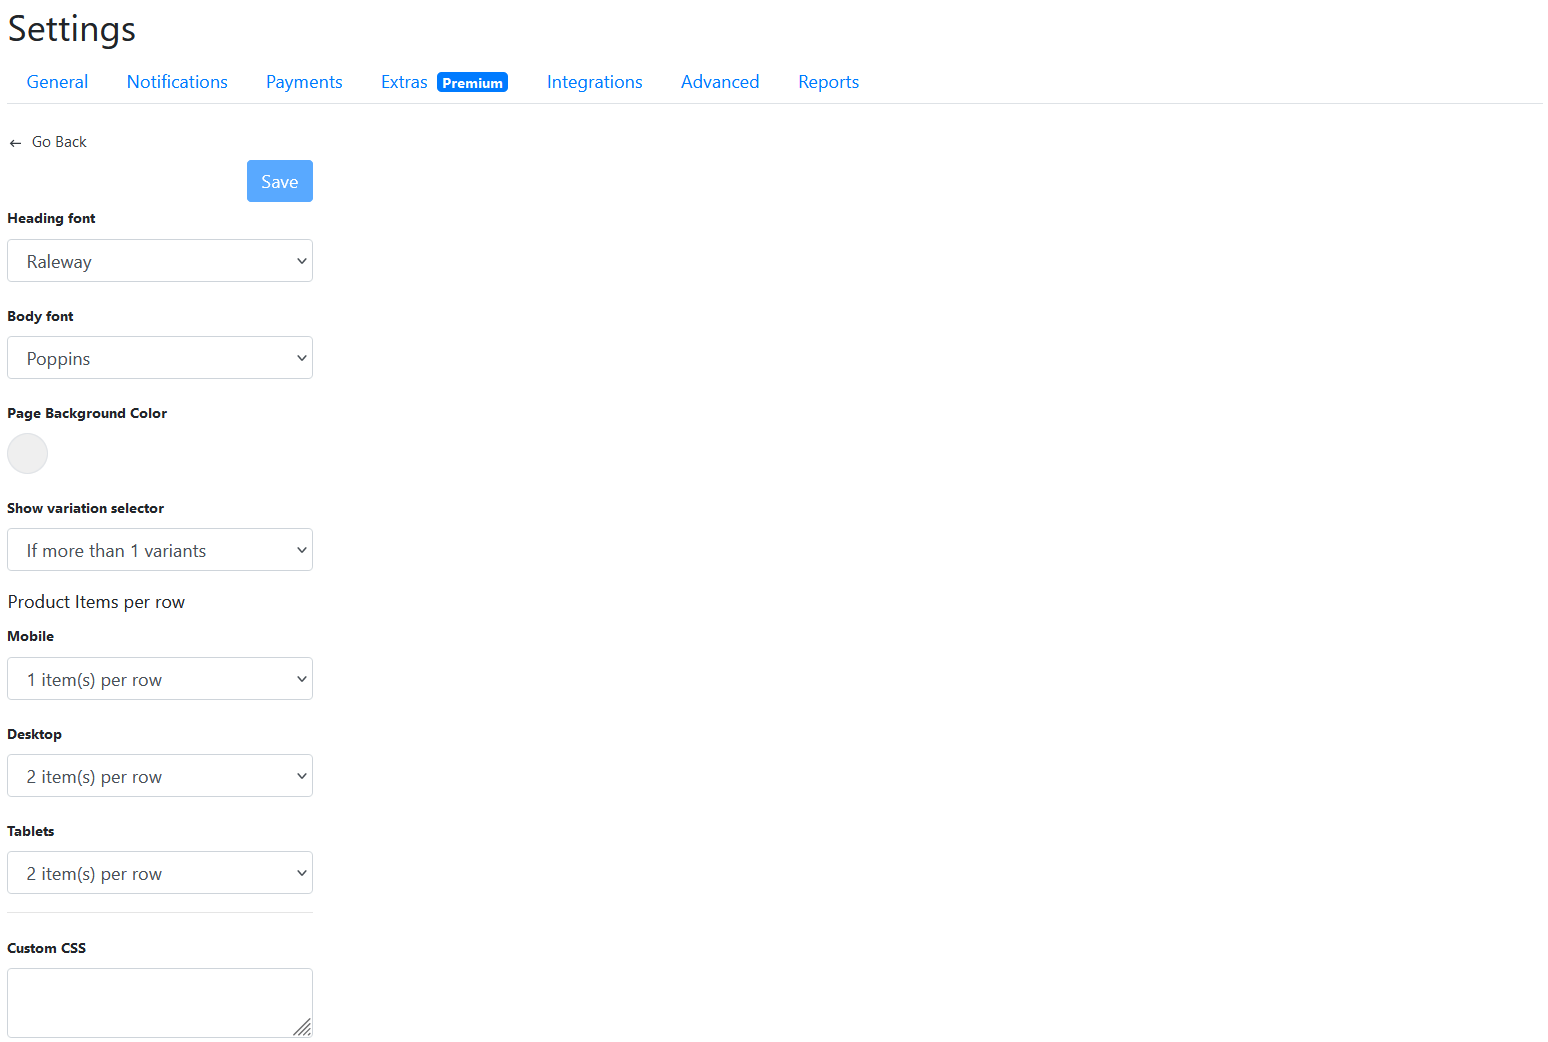 Settings
General Notifications Payments Extras Premium Integrations Advanced Reports
← Go Back
Save
Heading font
Raleway
Body font
Poppins
Page Background Color
Show variation selector
If more than 1 variants
Product Items per row
Mobile
1 item(s) per row
Desktop
2 item(s) per row
Tablets
2 item(s) per row
Custom CSS